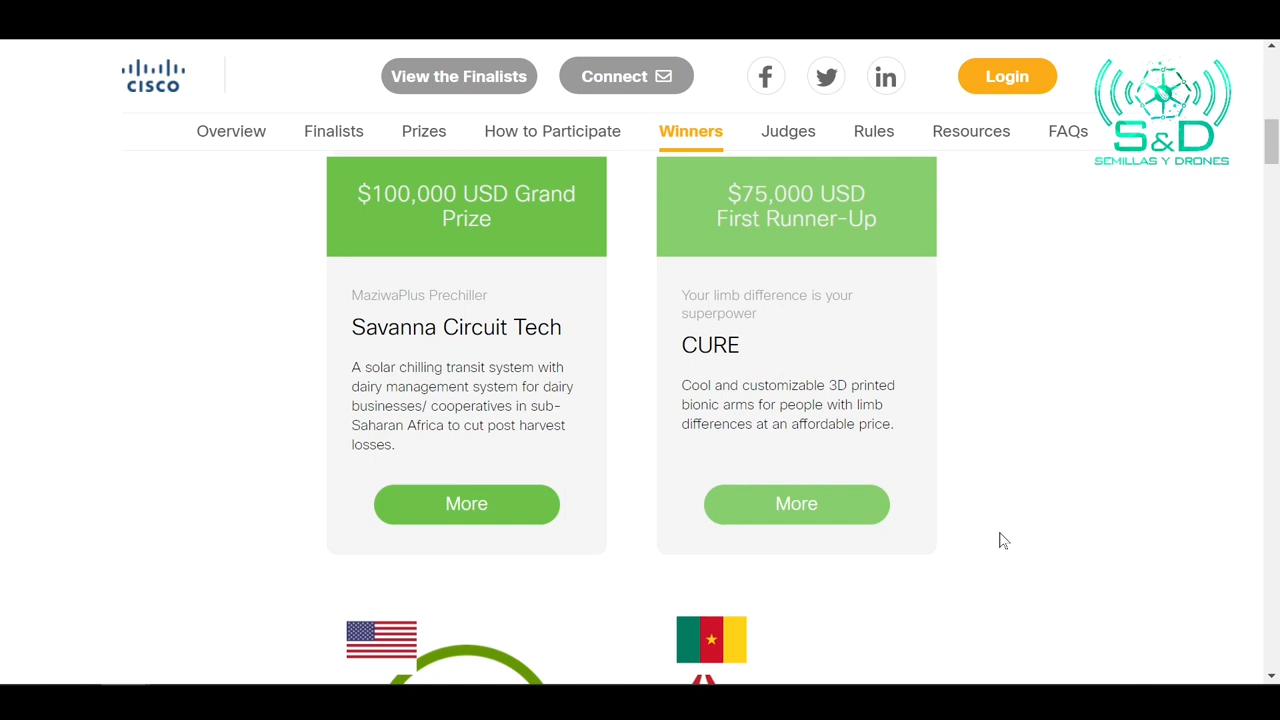 CISCO
View the Finalists
Connect
Login
Overview
Finalists
Prizes
How to Participate
Winners
Judges
Rules
Resources
FAQs
S&D
SEMILLAS Y DRONES
$100,000 USD Grand
Prize
MaziwaPlus Prechiller
Savanna Circuit Tech
A solar chilling transit system with
dairy management system for dairy
businesses/ cooperatives in sub-
Saharan Africa to cut post harvest
losses.
More
$75,000 USD
First Runner-Up
Your limb difference is your
superpower
CURE
Cool and customizable 3D printed
bionic arms for people with limb
differences at an affordable price.
More